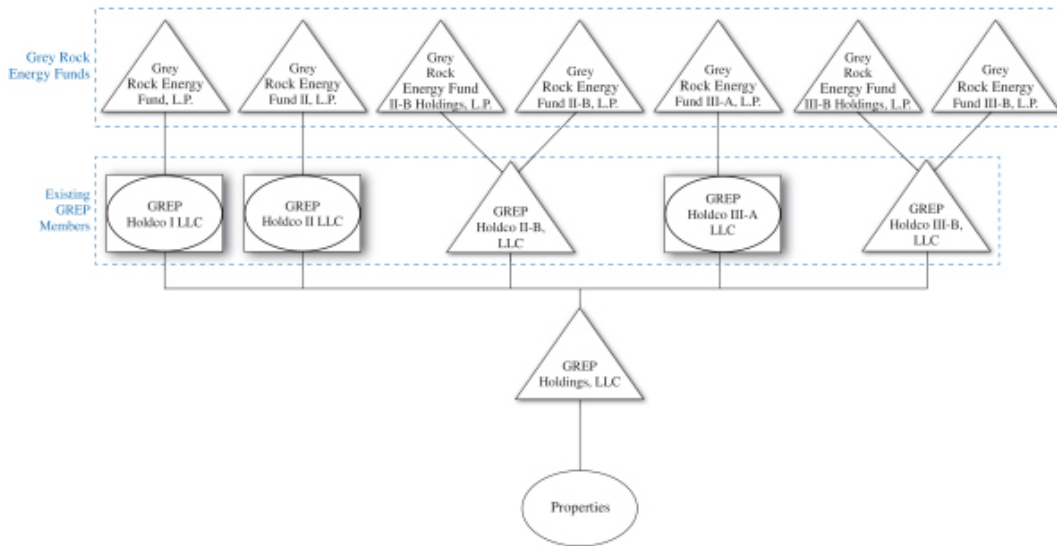 Grey Rock
Energy Funds
Grey
Rock Energy
Fund, L.P.
Grey
Rock Energy
Fund II, L.P.
Grey
Rock
Energy Fund
II-B Holdings, L.P.
Grey
Rock Energy
Fund II-B, L.P.
Grey
Rock Energy
Fund III-A, L.P.
Grey
Rock
Energy Fund
III-B Holdings, L.P.
Grey
Rock Energy
Fund III-B, L.P.
Existing
GREP
Members
GREP
Holdco I LLC
GREP
Holdco II LLC
GREP
Holdco II-B,
LLC
GREP
Holdco III-A
LLC
GREP
Holdco III-B,
LLC
GREP
Holdings, LLC
Properties